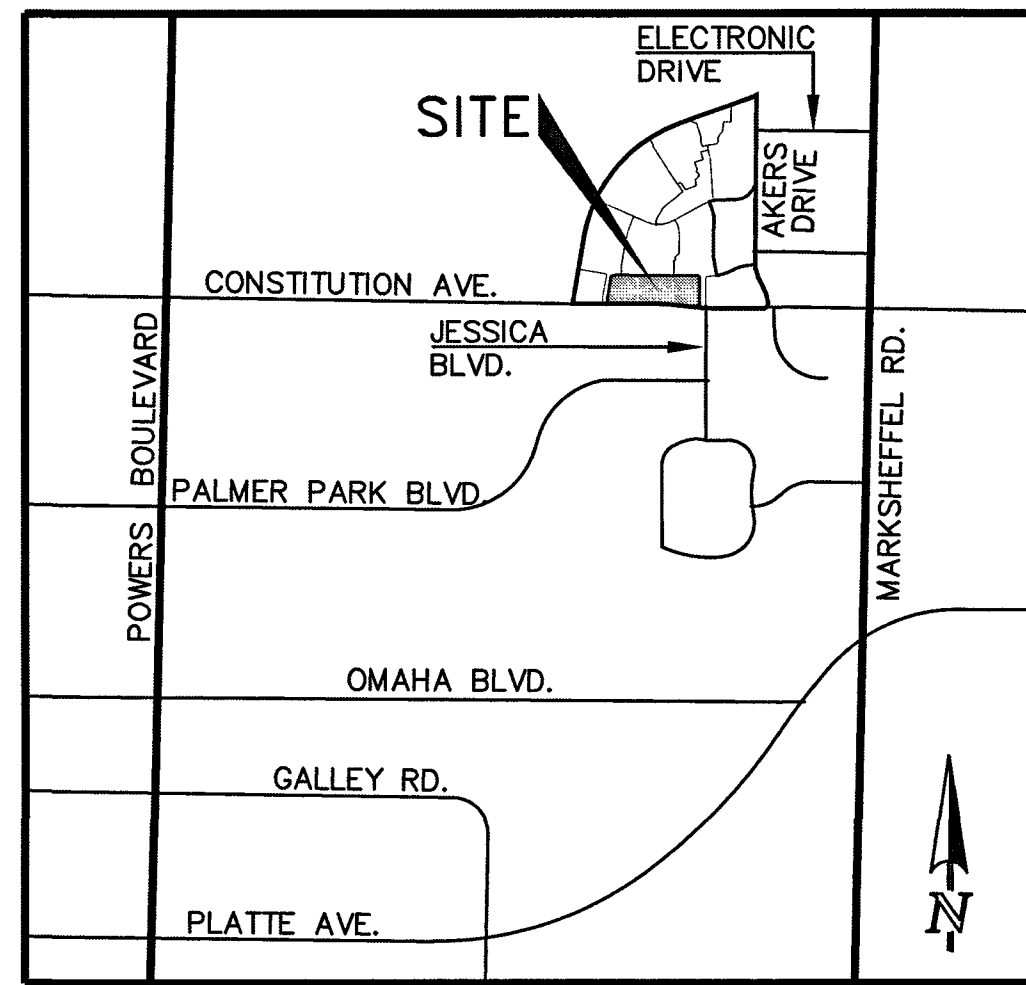 ELECTRONIC
DRIVE
SITE
AKERS
DRIVE
CONSTITUTION AVE.
JESSICA
BLVD.
POWERS BOULEVARD
PALMER PARK BLVD.
MARKSHEFFEL RD.
OMAHA BLVD.
GALLEY RD.
PLATTE AVE.
N